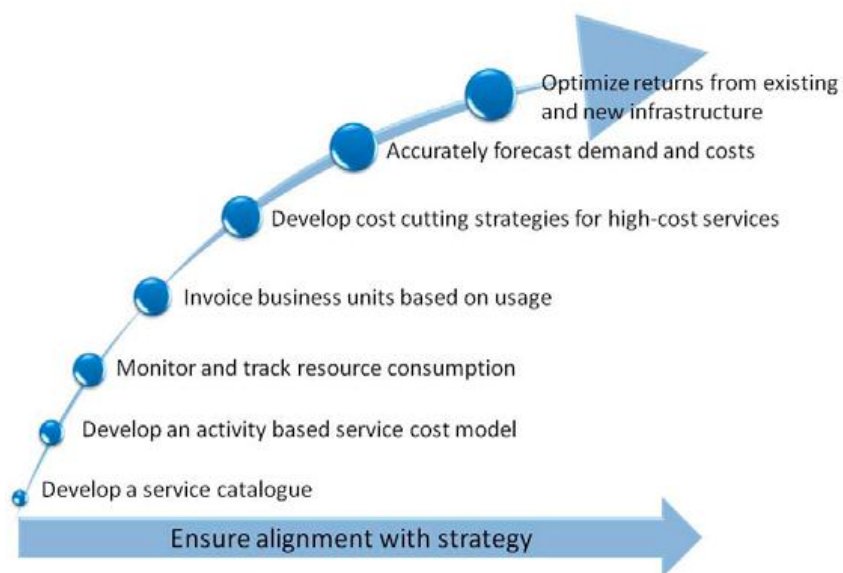 Optimize returns from existing
and new infrastructure
Accurately forecast demand and costs
Develop cost cutting strategies for high-cost services
Invoice business units based on usage
Monitor and track resource consumption
Develop an activity based service cost model
Develop a service catalogue
Ensure alignment with strategy